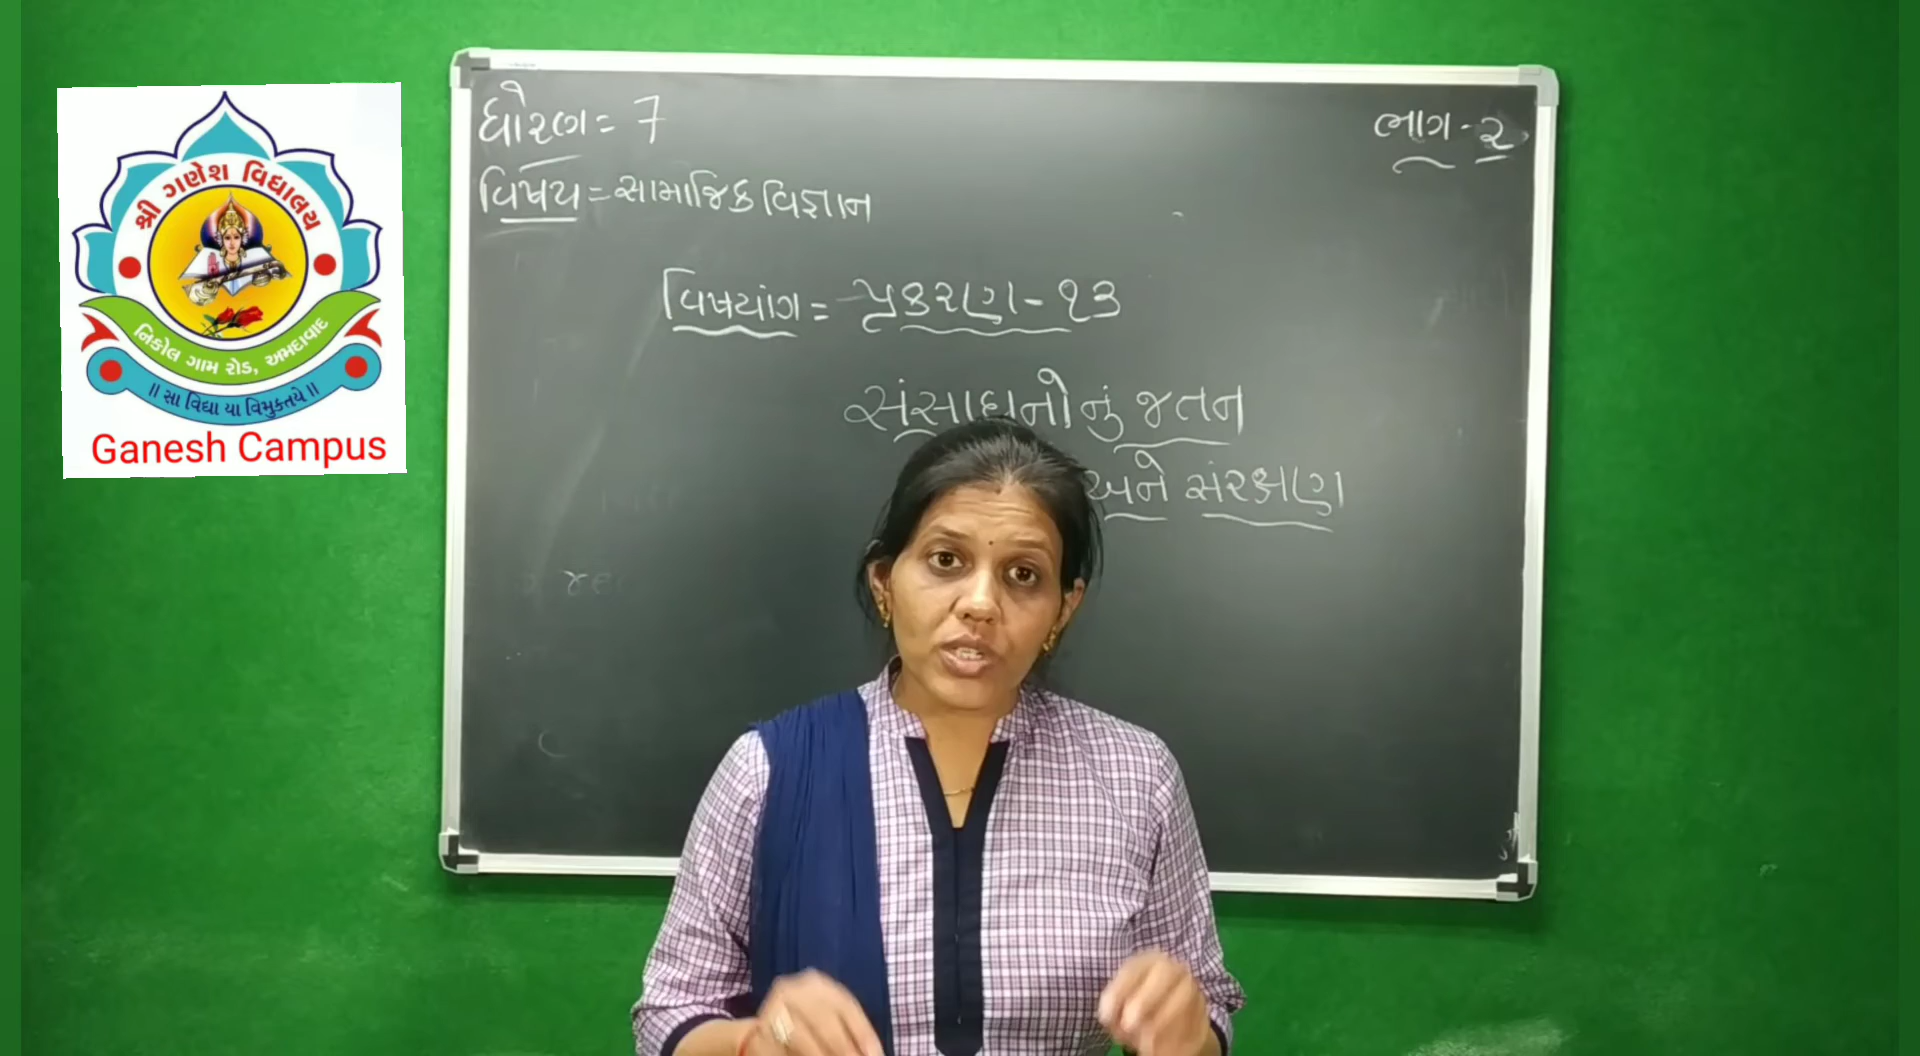 શ્રી ગણેશ વિદ્યાલય
નિકોલ ગામ રોડ, અમદાવાદ
॥ સા વિદ્યા યા વિમુક્તયે ॥
Ganesh Campus
ધોરણ = 7
ભાગ - ૨
વિષય = સામાજિક વિજ્ઞાન
વિષયાંગ = પ્રકરણ - ૧૩
સંસાધનોનું જતન
અને સંરક્ષણ